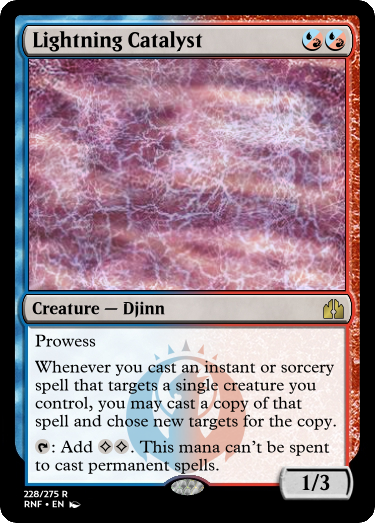 Lightning Catalyst
Creature — Djinn
Prowess
Whenever you cast an instant or sorcery
spell that targets a single creature you
control, you may cast a copy of that
spell and chose new targets for the copy.
: Add . This mana can't be spent
to cast permanent spells.
1/3
228/275 R
RNF • EN